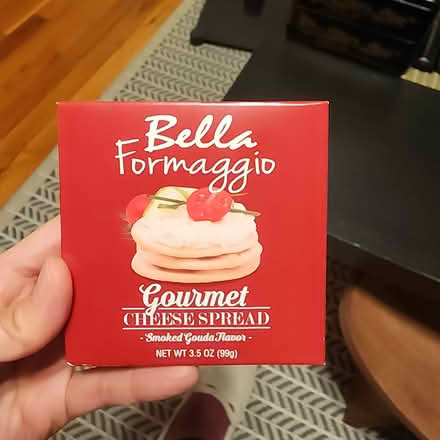 Bella
Formaggio
Gourmet
CHEESE SPREAD
- Smoked Gouda Flavor -
NET WT 3.5 OZ (99g)